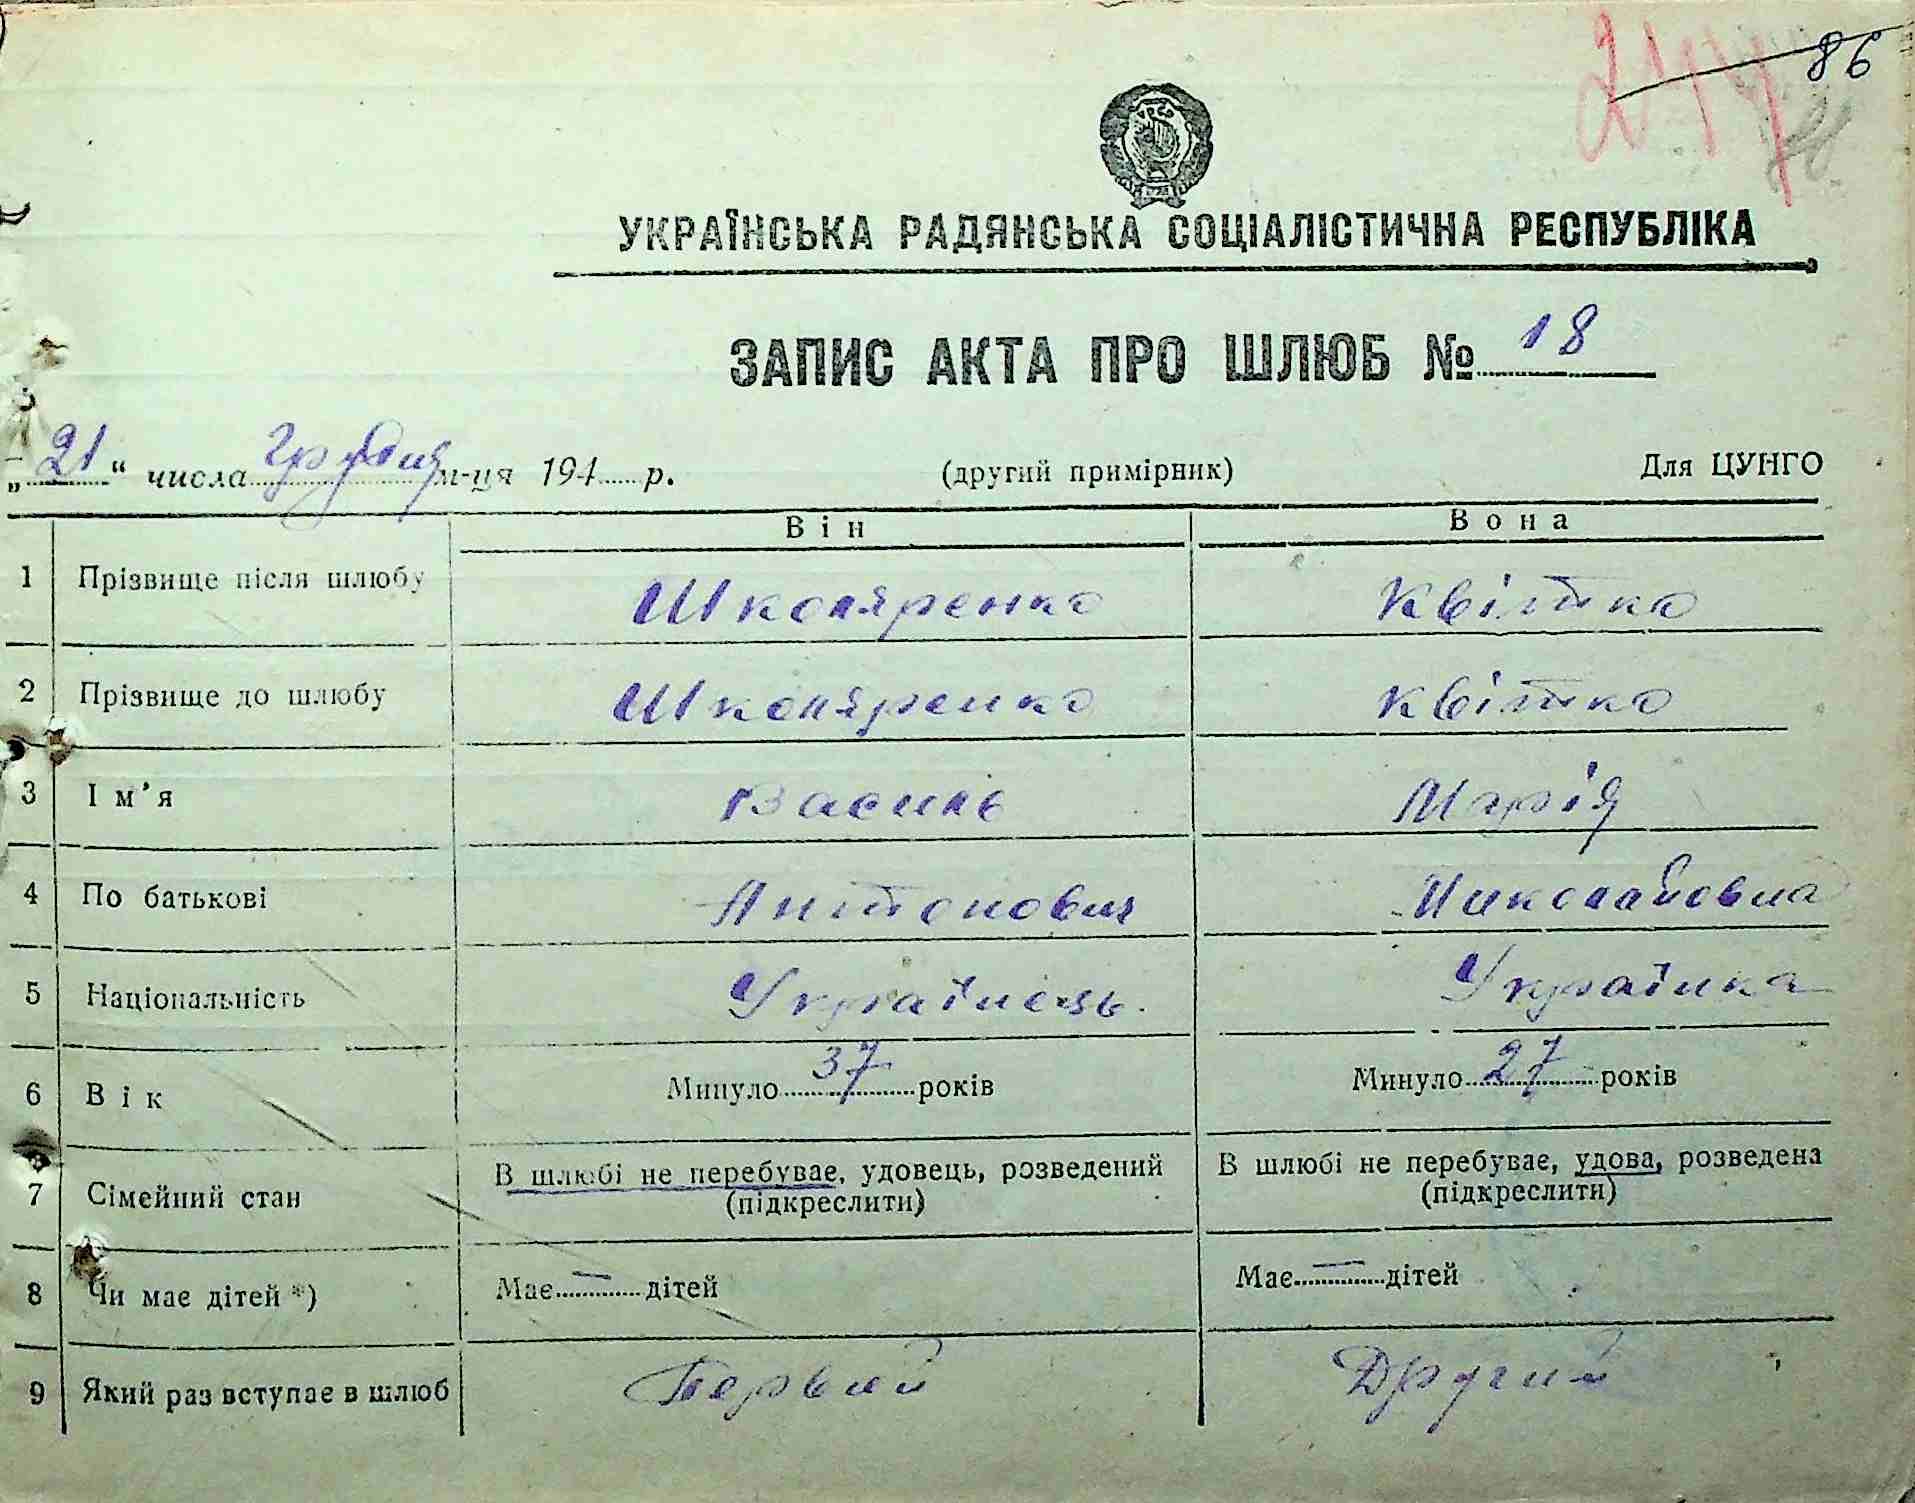 86
244
УРСР
УКРАЇНСЬКА РАДЯНСЬКА СОЦІАЛІСТИЧНА РЕСПУБЛІКА
ЗАПИС АКТА ПРО ШЛЮБ № 18
„21“ числа Грудня м-ця 194 р. (другий примірник) Для ЦУНГО
Він Вона
1 Прізвище після шлюбу Школяренко Квітко
2 Прізвище до шлюбу Школяренко Квітко
3 Ім'я Василь Марія
4 По батькові Антонович Николайовна
5 Національність Українець. Українка
6 Вік Минуло 37 років Минуло 27 років
7 Сімейний стан В шлюбі не перебуває, удовець, розведений В шлюбі не перебуває, удова, розведена
(підкреслити) (підкреслити)
8 Чи має дітей *) Має — дітей Має — дітей
9 Який раз вступає в шлюб Первий Другий